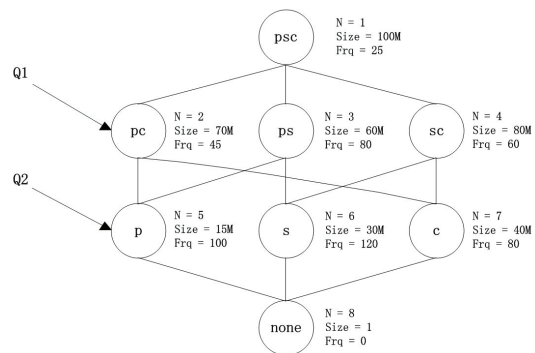 psc
N = 1
Size = 100M
Frq = 25
Q1
pc
N = 2
Size = 70M
Frq = 45
ps
N = 3
Size = 60M
Frq = 80
sc
N = 4
Size = 80M
Frq = 60
Q2
p
N = 5
Size = 15M
Frq = 100
s
N = 6
Size = 30M
Frq = 120
c
N = 7
Size = 40M
Frq = 80
none
N = 8
Size = 1
Frq = 0